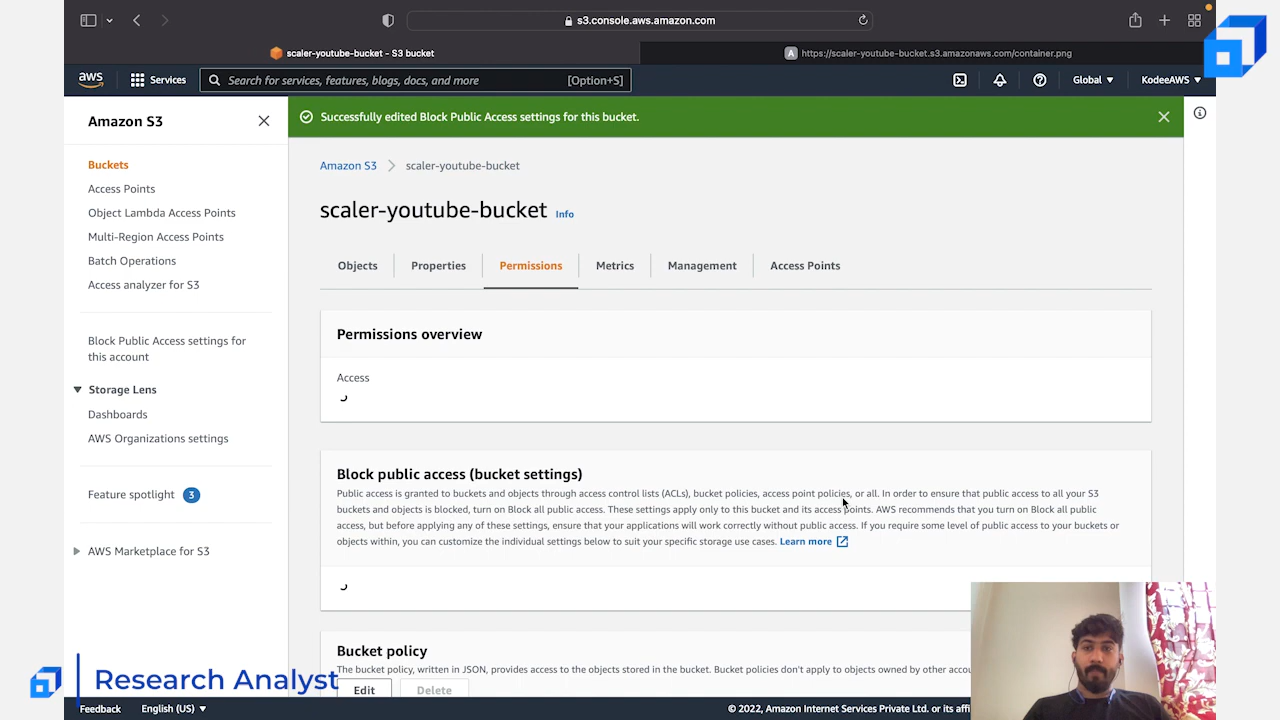 s3.console.aws.amazon.com
scaler-youtube-bucket - S3 bucket
A https://scaler-youtube-bucket.s3.amazonaws.com/container.png
aws
Services
Search for services, features, blogs, docs, and more
[Option+S]
Global
KodeeAWS
Amazon S3
Successfully edited Block Public Access settings for this bucket.
Buckets
Access Points
Object Lambda Access Points
Multi-Region Access Points
Batch Operations
Access analyzer for S3
Block Public Access settings for
this account
Storage Lens
Dashboards
AWS Organizations settings
Feature spotlight 3
AWS Marketplace for S3
Amazon S3 > scaler-youtube-bucket
scaler-youtube-bucket Info
Objects
Properties
Permissions
Metrics
Management
Access Points
Permissions overview
Access
Block public access (bucket settings)
Public access is granted to buckets and objects through access control lists (ACLs), bucket policies, access point policies, or all. In order to ensure that public access to all your S3
buckets and objects is blocked, turn on Block all public access. These settings apply only to this bucket and its access points. AWS recommends that you turn on Block all public
access, but before applying any of these settings, ensure that your applications will work correctly without public access. If you require some level of public access to your buckets or
objects within, you can customize the individual settings below to suit your specific storage use cases. Learn more
Bucket policy
The bucket policy, written in JSON, provides access to the objects stored in the bucket. Bucket policies don't apply to objects owned by other
Edit
Delete
Research Analyst
Feedback
English (US)
© 2022, Amazon Internet Services Private Ltd. or its